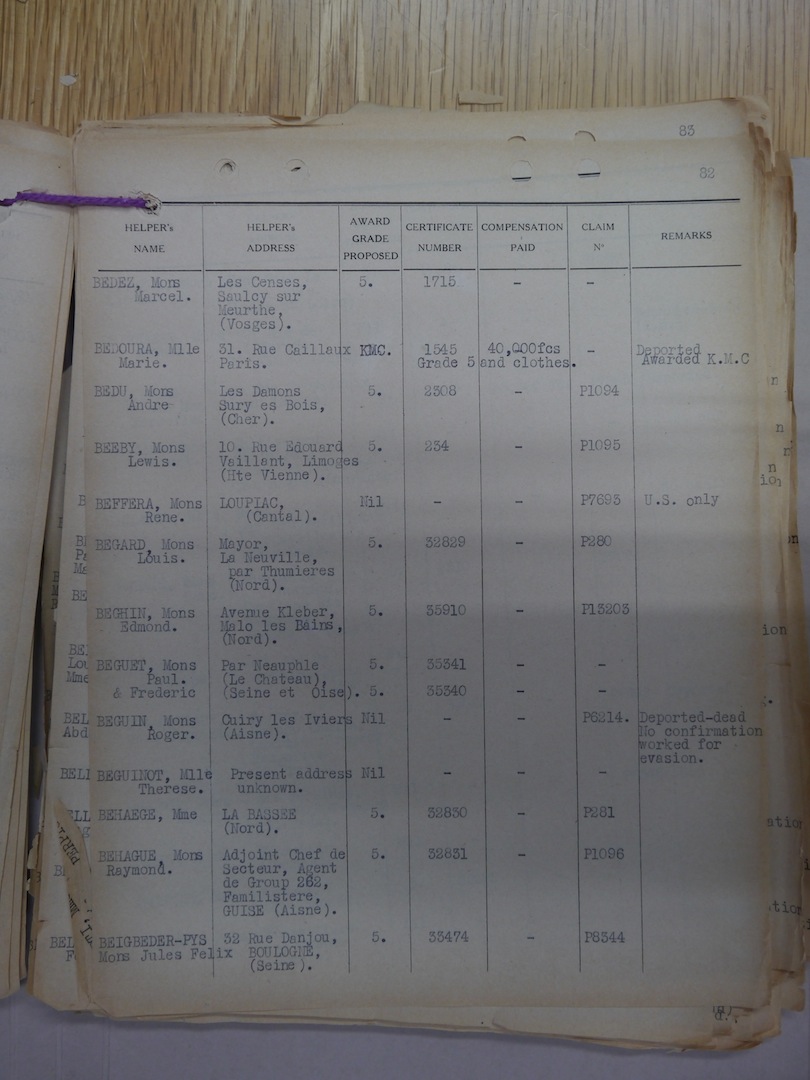 83
82
HELPER's NAME | HELPER's ADDRESS | AWARD GRADE PROPOSED | CERTIFICATE NUMBER | COMPENSATION PAID | CLAIM N° | REMARKS
BEDEZ, Mons Les Censes, 5. 1715 - -
Marcel. Saulcy sur
Meurthe,
(Vosges).
BEDOURA, Mlle 31. Rue Caillaux KMC. 1545 40,000fcs - Deported
Marie. Paris. Grade 5 and clothes. Awarded K.M.C
BEDU, Mons Les Damons 5. 2308 - P1094
Andre Sury es Bois,
(Cher).
BEEBY, Mons 10. Rue Edouard 5. 234 - P1095
Lewis. Vaillant, Limoges
(Hte Vienne).
BEFFERA, Mons LOUPIAC, Nil - - P7693 U.S. only
Rene. (Cantal).
BEGARD, Mons Mayor, 5. 32829 - P280
Louis. La Neuville,
par Thumieres
(Nord).
BEGHIN, Mons Avenue Kleber, 5. 35910 - P13203
Edmond. Malo les Bains,
(Nord).
BEGUET, Mons Par Neauphle 5. 35341 - -
Paul. (Le Chateau),
& Frederic (Seine et Oise). 5. 35340 - -
BEGUIN, Mons Cuiry les Iviers Nil - - P6214. Deported-dead
Roger. (Aisne). No confirmation
worked for
evasion.
BEGUINOT, Mlle Present address Nil - - -
Therese. unknown.
BEHAEGE, Mme LA BASSEE 5. 32830 - P281
(Nord).
BEHAGUE, Mons Adjoint Chef de 5. 32831 - P1096
Raymond. Secteur, Agent
de Group 262,
Familistere,
GUISE (Aisne).
BEIGBEDER-PYS 32 Rue Danjou, 5. 33474 - P8344
Mons Jules Felix BOULOGNE,
(Seine).